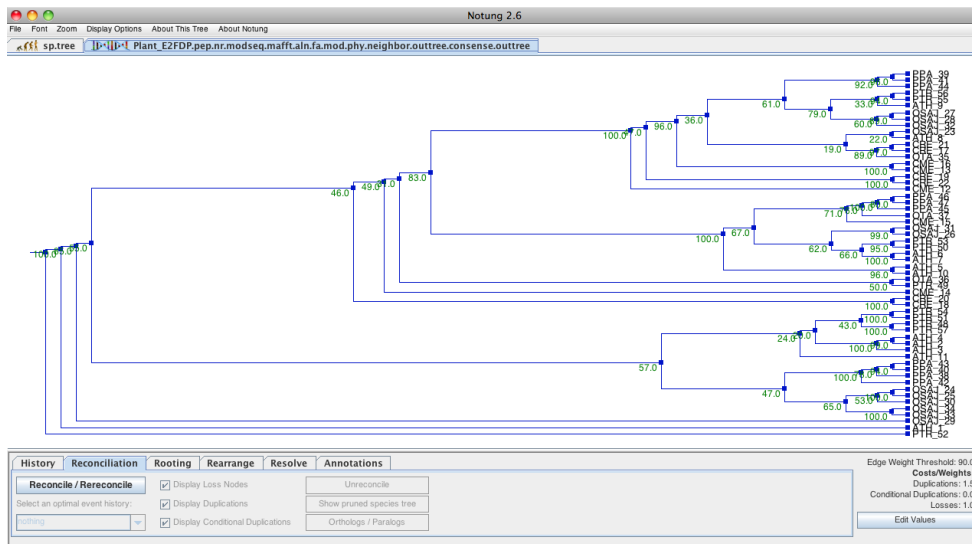 Notung 2.6
File Font Zoom Display Options About This Tree About Notung
sp.tree Plant_E2FDP.pep.nr.modseq.mafft.aln.fa.mod.phy.neighbor.outtree.consense.outtree
PPA_39
PPA_41
92.0
PPA_44
PTR_56
61.0
PTR_55
33.0
ATH_9
OSAJ_27
79.0
OSAJ_28
36.0
60.0
OSAJ_32
96.0
OSAJ_23
100.0
22.0
ATH_8
CRE_21
19.0
CRE_17
89.0
OTA_35
CME_16
100.0
CME_13
83.0
CRE_19
49.0
100.0
CRE_22
46.0
CME_12
PPA_46
PPA_47
PPA_45
71.0
OTA_37
CME_15
67.0
OSAJ_31
99.0
OSAJ_26
100.0
PTR_53
62.0
95.0
PTR_50
66.0
ATH_6
100.0
ATH_7
ATH_5
96.0
ATH_10
OTA_36
50.0
PTR_49
CME_14
CRE_20
100.0
CRE_18
PTR_54
100.0
PTR_51
43.0
PTR_48
100.0
PTR_57
24.0
ATH_4
ATH_2
100.0
ATH_3
ATH_11
57.0
PPA_43
PPA_40
100.0
PPA_38
PPA_42
47.0
OSAJ_24
OSAJ_25
53.0
OSAJ_30
65.0
OSAJ_34
100.0
OSAJ_33
OSAJ_29
ATH_1
PTR_52
History Reconciliation Rooting Rearrange Resolve Annotations
Edge Weight Threshold: 90.0
Costs/Weights
Reconcile / Rereconcile Display Loss Nodes Unreconcile
Duplications: 1.5
Conditional Duplications: 0.0
Select an optimal event history: Display Duplications Show pruned species tree
Losses: 1.0
nothing Display Conditional Duplications Orthologs / Paralogs Edit Values